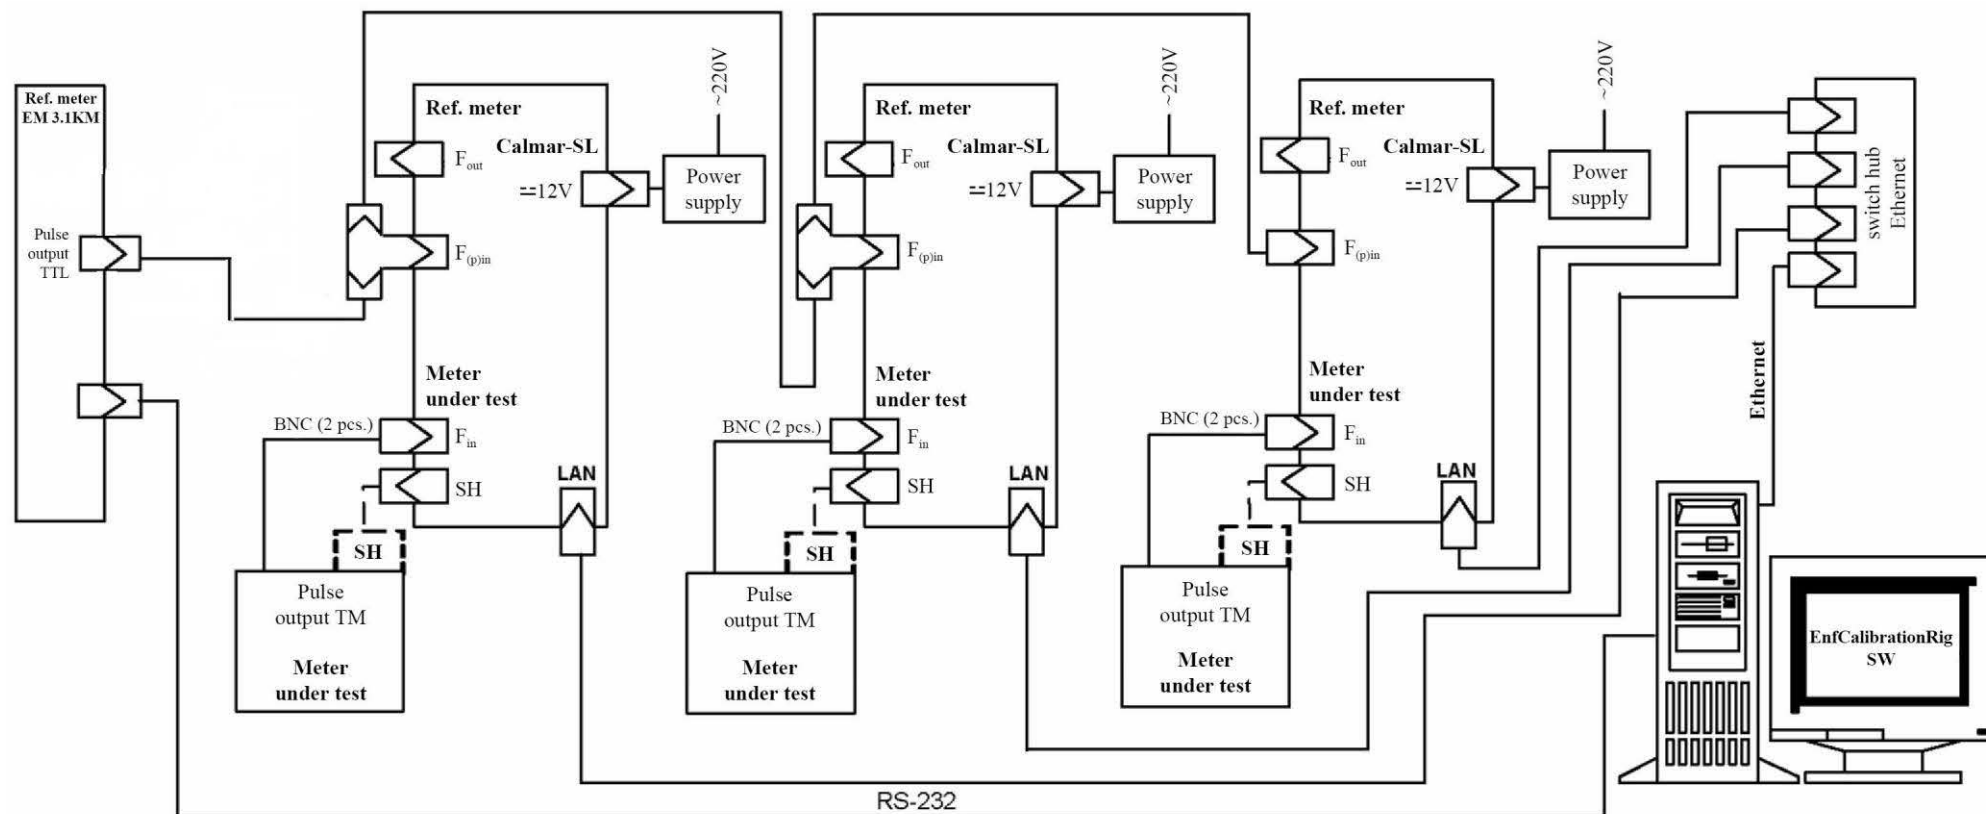 Ref. meter
EM 3.1KM
Pulse
output
TTL
Ref. meter
F_out
Calmar-SL
⎓12V
~220V
Power
supply
F_(p)in
Meter
under test
BNC (2 pcs.)
F_in
SH
LAN
SH
Pulse
output TM
Meter
under test
Ref. meter
F_out
Calmar-SL
⎓12V
~220V
Power
supply
F_(p)in
Meter
under test
BNC (2 pcs.)
F_in
SH
LAN
SH
Pulse
output TM
Meter
under test
Ref. meter
F_out
Calmar-SL
⎓12V
~220V
Power
supply
F_(p)in
Meter
under test
BNC (2 pcs.)
F_in
SH
LAN
SH
Pulse
output TM
Meter
under test
switch hub
Ethernet
Ethernet
EnfCalibrationRig
SW
RS-232